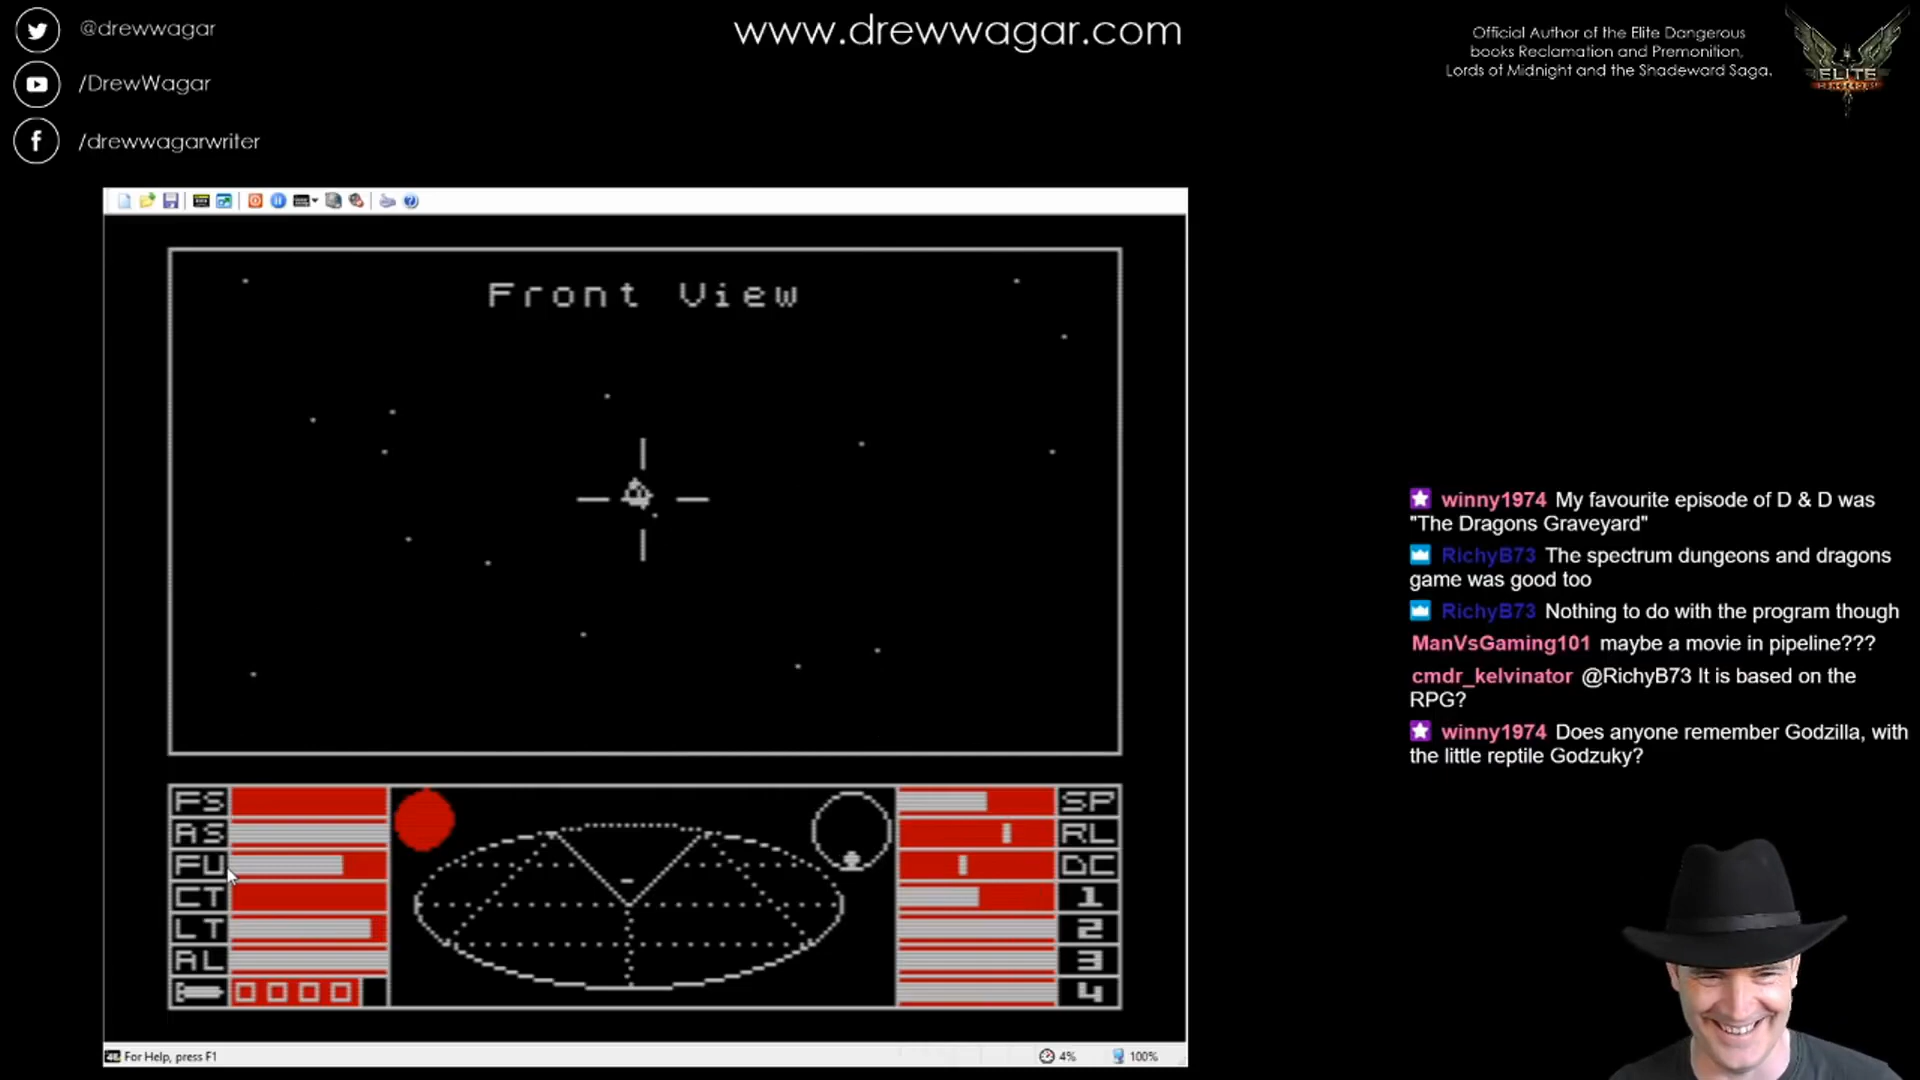 @drewwagar
/DrewWagar
/drewwagarwriter
www.drewwagar.com
Official Author of the Elite Dangerous
books Reclamation and Premonition,
Lords of Midnight and the Shadeward Saga.
ELITE
DANGEROUS
Front View
FS
AS
FU
CT
LT
AL
SP
RL
DC
1
2
3
4
For Help, press F1
4%
100%
winny1974 My favourite episode of D & D was
"The Dragons Graveyard"
RichyB73 The spectrum dungeons and dragons
game was good too
RichyB73 Nothing to do with the program though
ManVsGaming101 maybe a movie in pipeline???
cmdr_kelvinator @RichyB73 It is based on the
RPG?
winny1974 Does anyone remember Godzilla, with
the little reptile Godzuky?